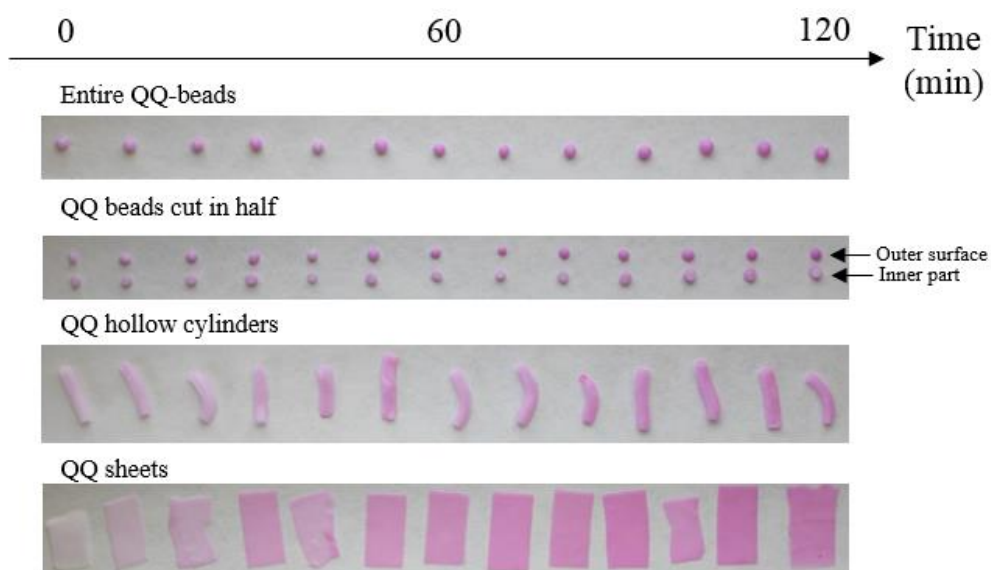 0
60
120
Time
(min)
Entire QQ-beads
QQ beads cut in half
Outer surface
Inner part
QQ hollow cylinders
QQ sheets